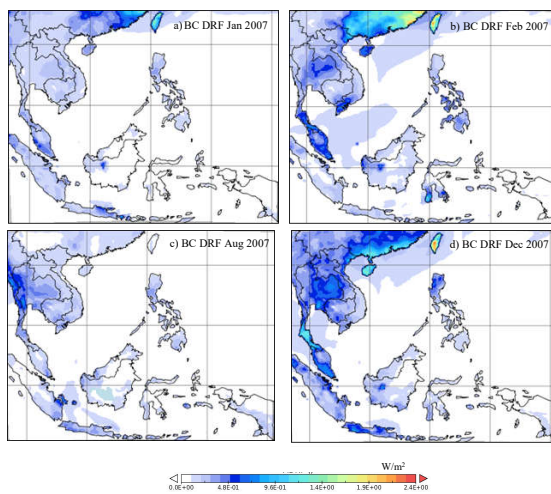 a) BC DRF Jan 2007
b) BC DRF Feb 2007
c) BC DRF Aug 2007
d) BC DRF Dec 2007
W/m²
0.0E+00 4.8E-01 9.6E-01 1.4E+00 1.9E+00 2.4E+00